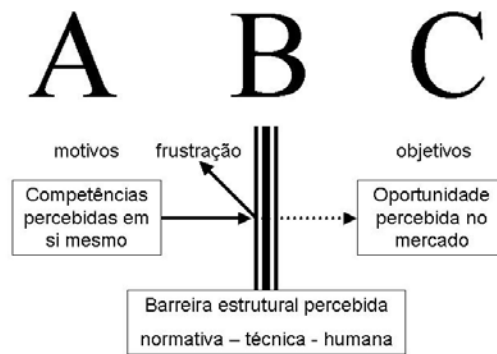 A B C
motivos frustração objetivos
Competências
percebidas em
si mesmo
Oportunidade
percebida no
mercado
Barreira estrutural percebida
normativa – técnica - humana